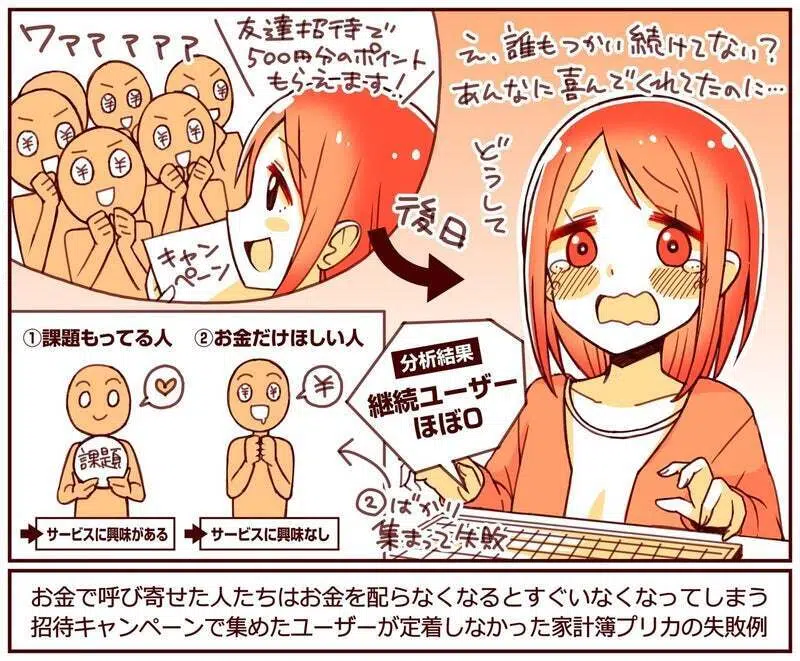 ワァァァァァ
友達招待で
500円分のポイント
もらえます!
キャン
ペーン
後日
え、誰もつかい続けてない?
あんなに喜んでくれてたのに…
どうして
①課題もってる人
②お金だけほしい人
課題
¥
サービスに興味がある
サービスに興味なし
分析結果
継続ユーザー
ほぼ0
②ばかり
集まって失敗
お金で呼び寄せた人たちはお金を配らなくなるとすぐいなくなってしまう
招待キャンペーンで集めたユーザーが定着しなかった家計簿プリカの失敗例